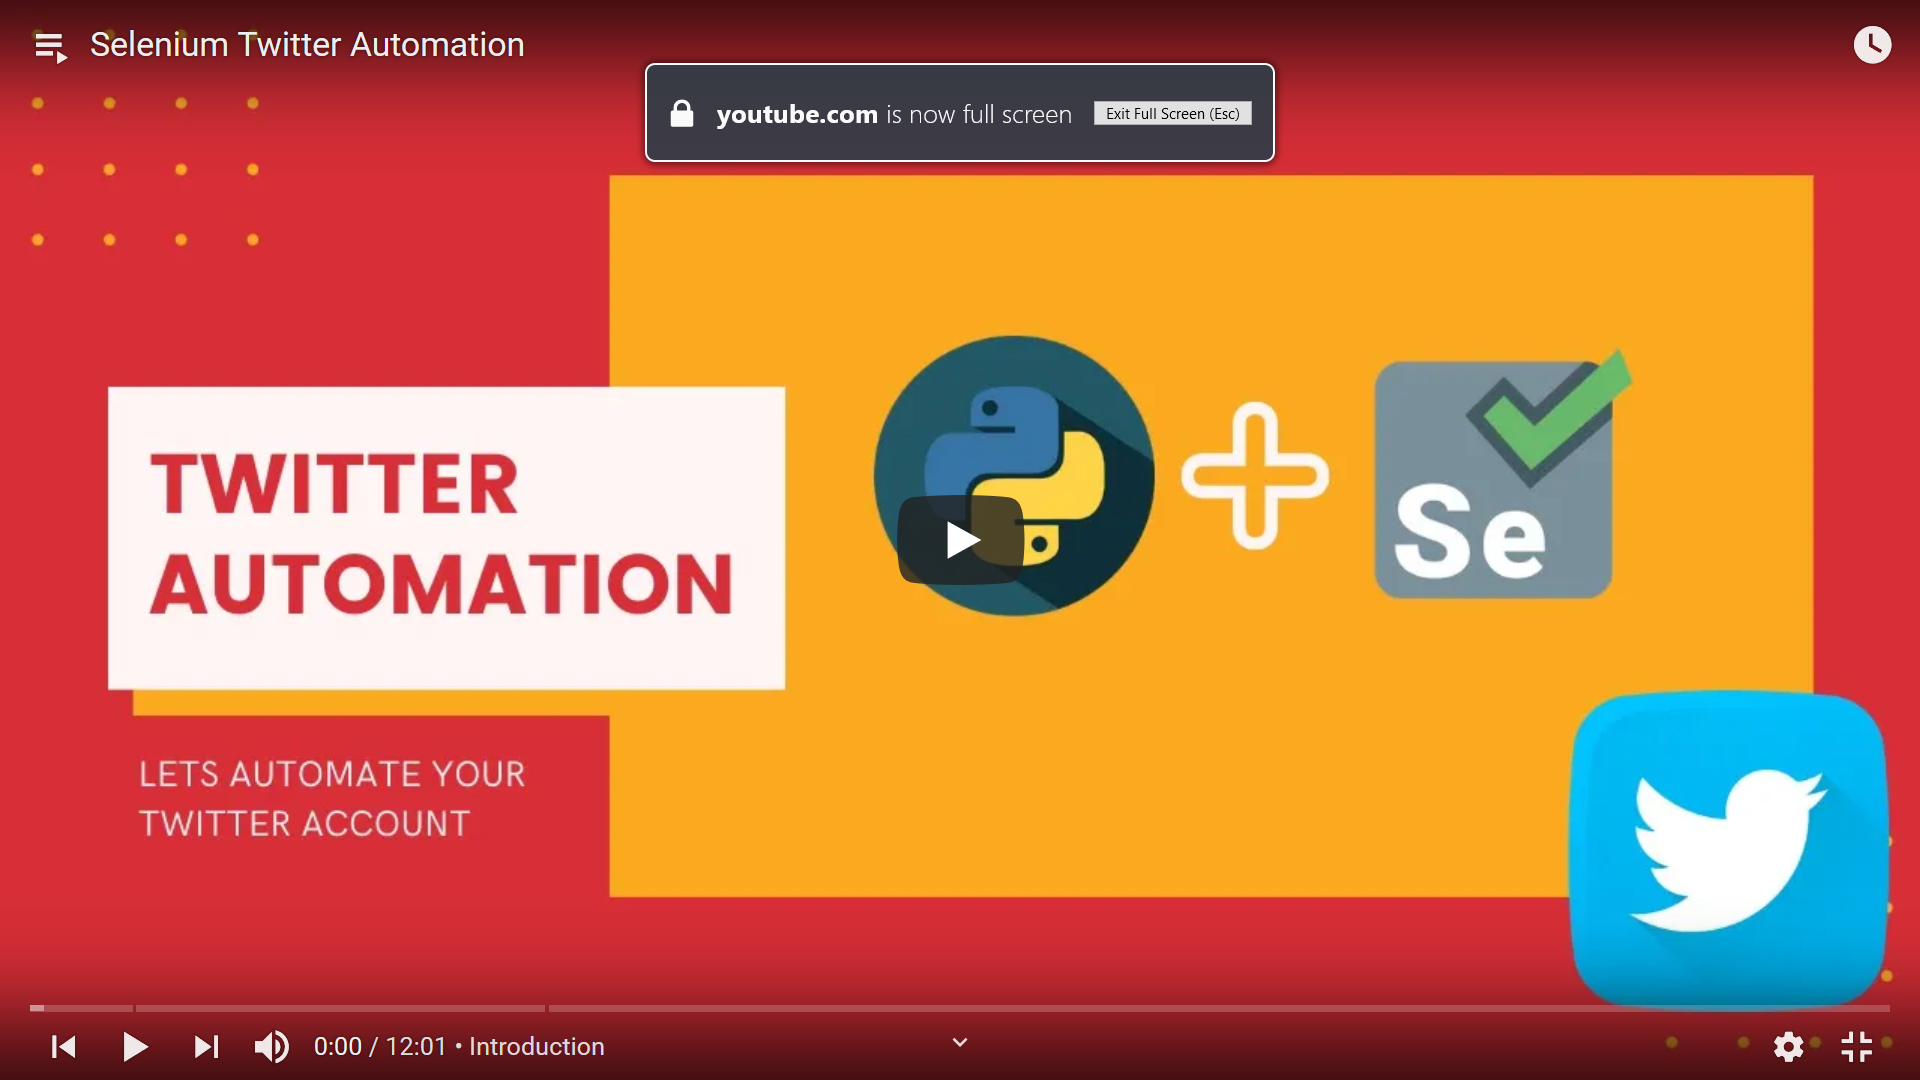 Selenium Twitter Automation
youtube.com is now full screen Exit Full Screen (Esc)
TWITTER
AUTOMATION
Se
LETS AUTOMATE YOUR
TWITTER ACCOUNT
0:00 / 12:01 • Introduction